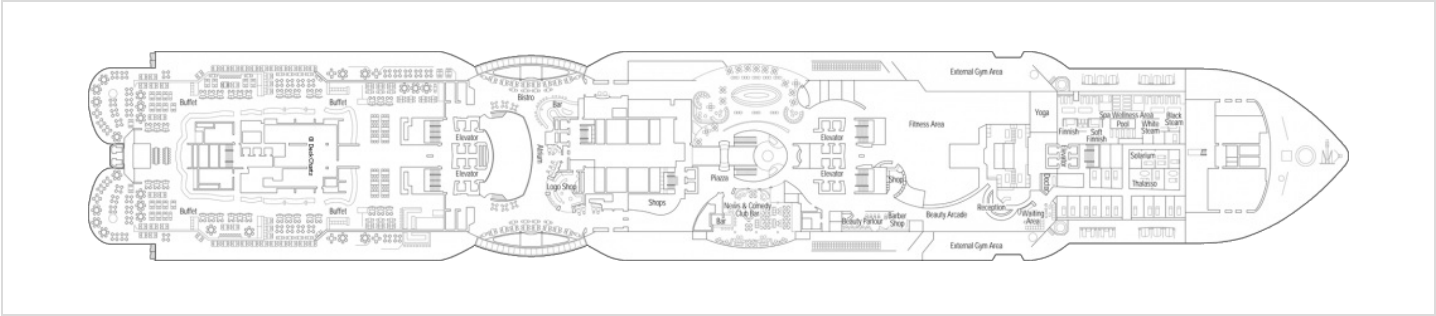 External Gym Area
Bistro
Buffet
Buffet
Bar
Spa Wellness Area
Black
Steam
Yoga
Pool
White
Steam
Fitness Area
Finnish
Soft
Finnish
Elevator
Elevator
Atrium
Solarium
Elevator
Elevator
Piazza
Shop
Doctor
Thalasso
Logo Shop
Shops
News & Comedy
Club Bar
Bar
Reception
Buffet
Buffet
Beauty Parlour
Barber
Shop
Beauty Arcade
Waiting
Area
External Gym Area